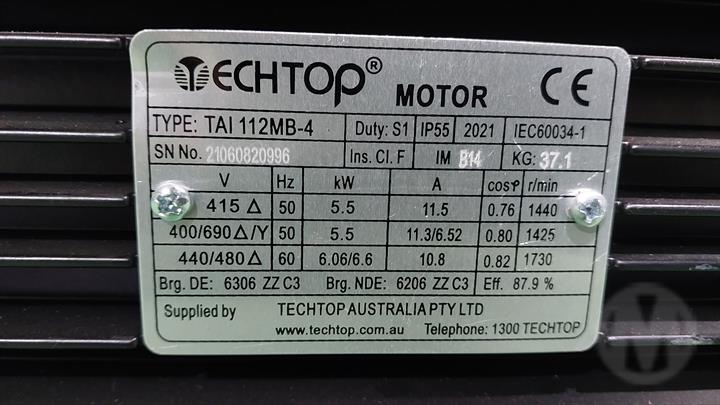 TECHTOP® MOTOR CE
TYPE: TAI 112MB-4 Duty: S1 IP55 2021 IEC60034-1
SN No. 21060820996 Ins. Cl. F IM B14 KG: 37.1
V Hz kW A cosφ r/min
415 Δ 50 5.5 11.5 0.76 1440
400/690 Δ/Y 50 5.5 11.3/6.52 0.80 1425
440/480 Δ 60 6.06/6.6 10.8 0.82 1730
Brg. DE: 6306 ZZ C3 Brg. NDE: 6206 ZZ C3 Eff. 87.9 %
Supplied by TECHTOP AUSTRALIA PTY LTD
www.techtop.com.au Telephone: 1300 TECHTOP
M